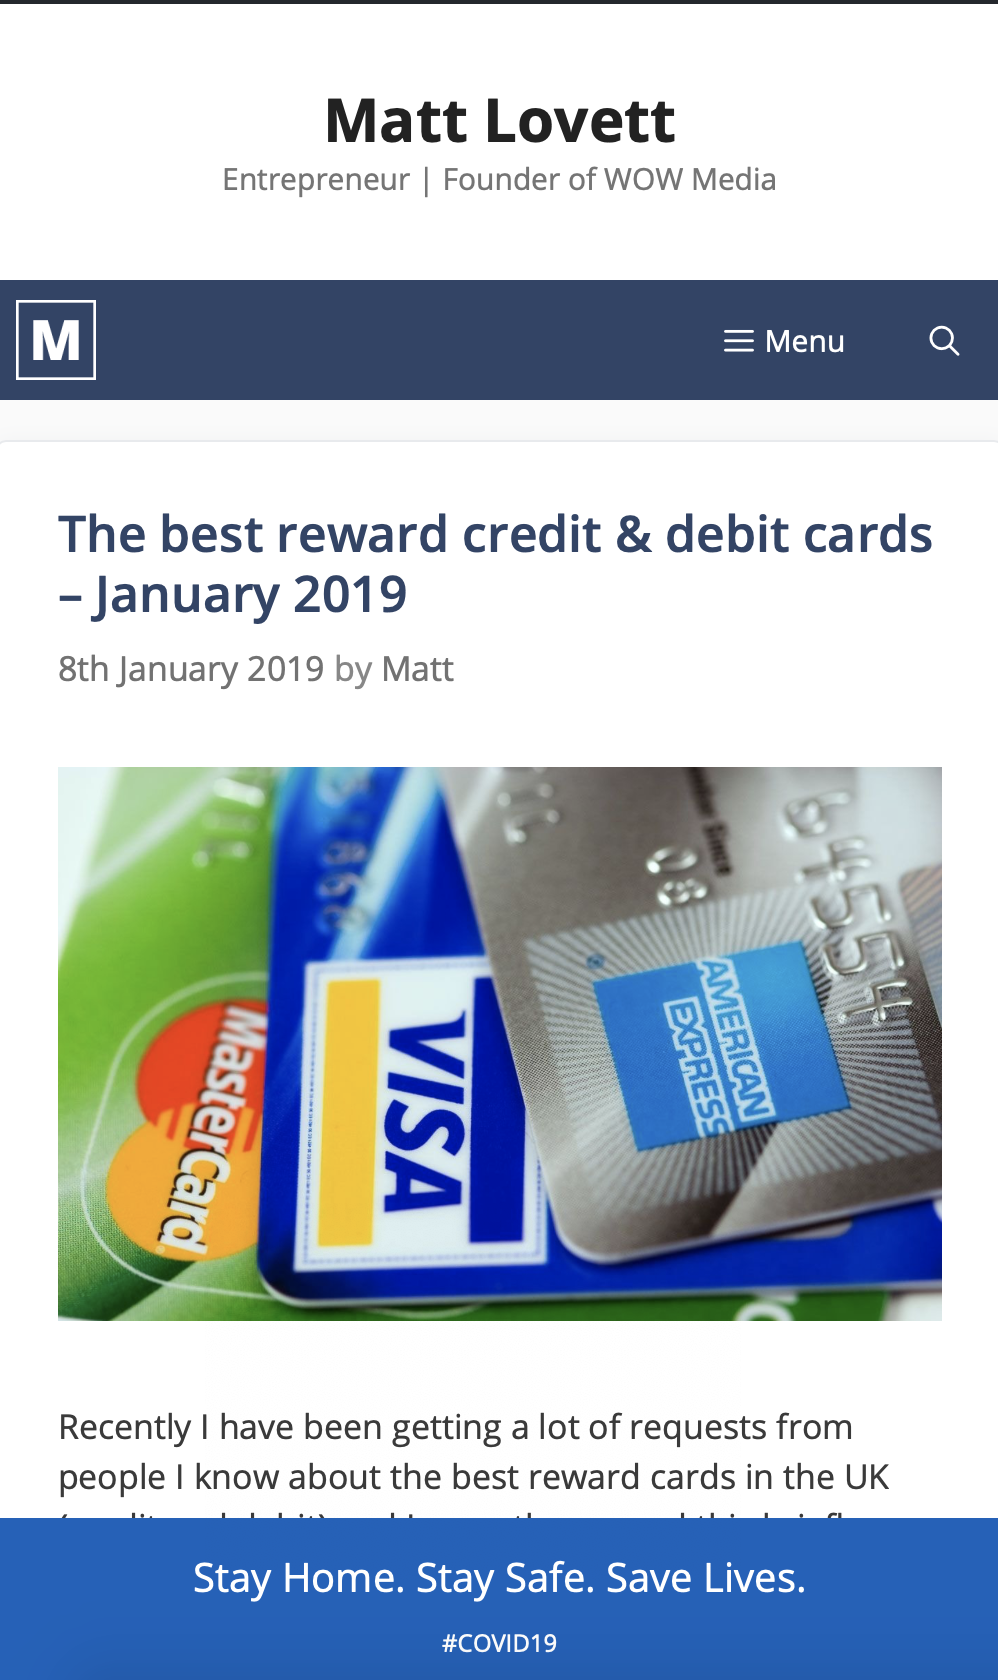 Matt Lovett
Entrepreneur | Founder of WOW Media
M
Menu
The best reward credit & debit cards
– January 2019
8th January 2019 by Matt
MasterCard
VISA
08
64554
AMERICAN
EXPRESS
Recently I have been getting a lot of requests from
people I know about the best reward cards in the UK
Stay Home. Stay Safe. Save Lives.
#COVID19